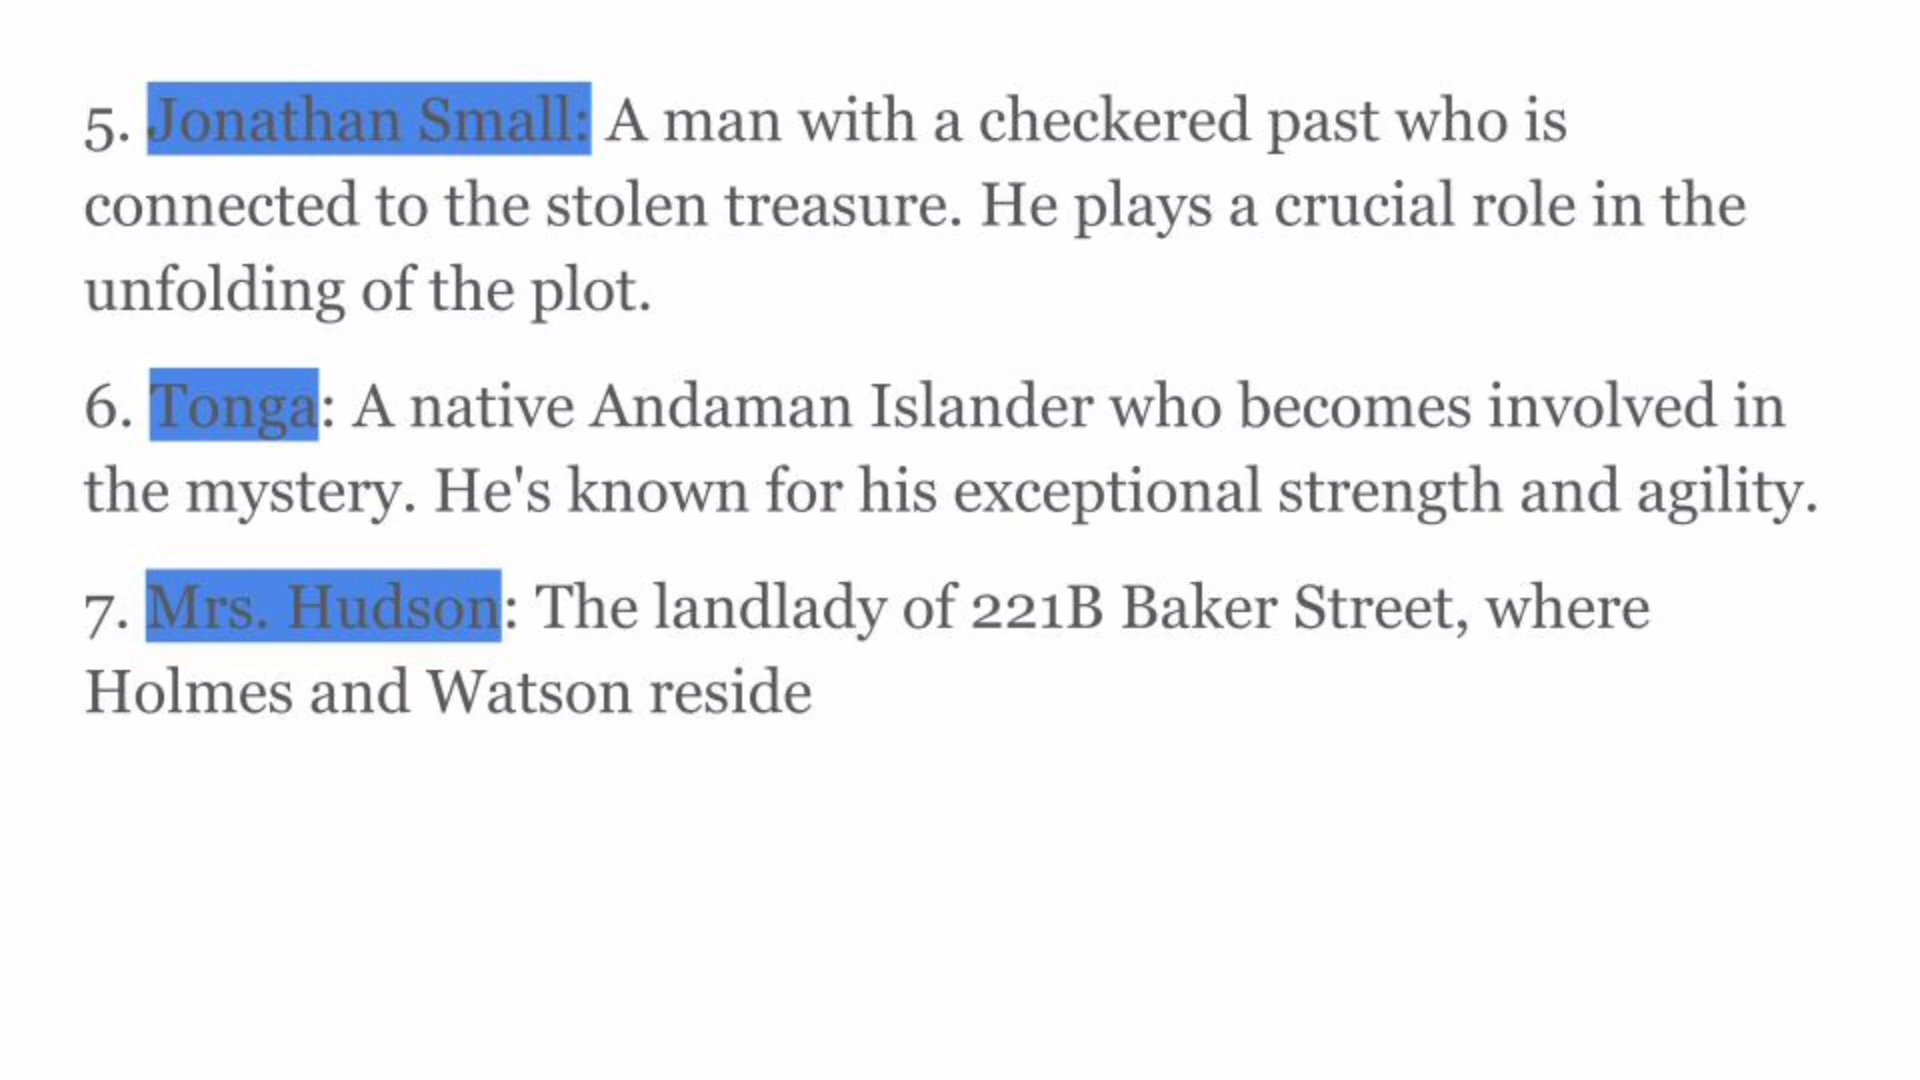 5. Jonathan Small: A man with a checkered past who is
connected to the stolen treasure. He plays a crucial role in the
unfolding of the plot.
6. Tonga: A native Andaman Islander who becomes involved in
the mystery. He's known for his exceptional strength and agility.
7. Mrs. Hudson: The landlady of 221B Baker Street, where
Holmes and Watson reside